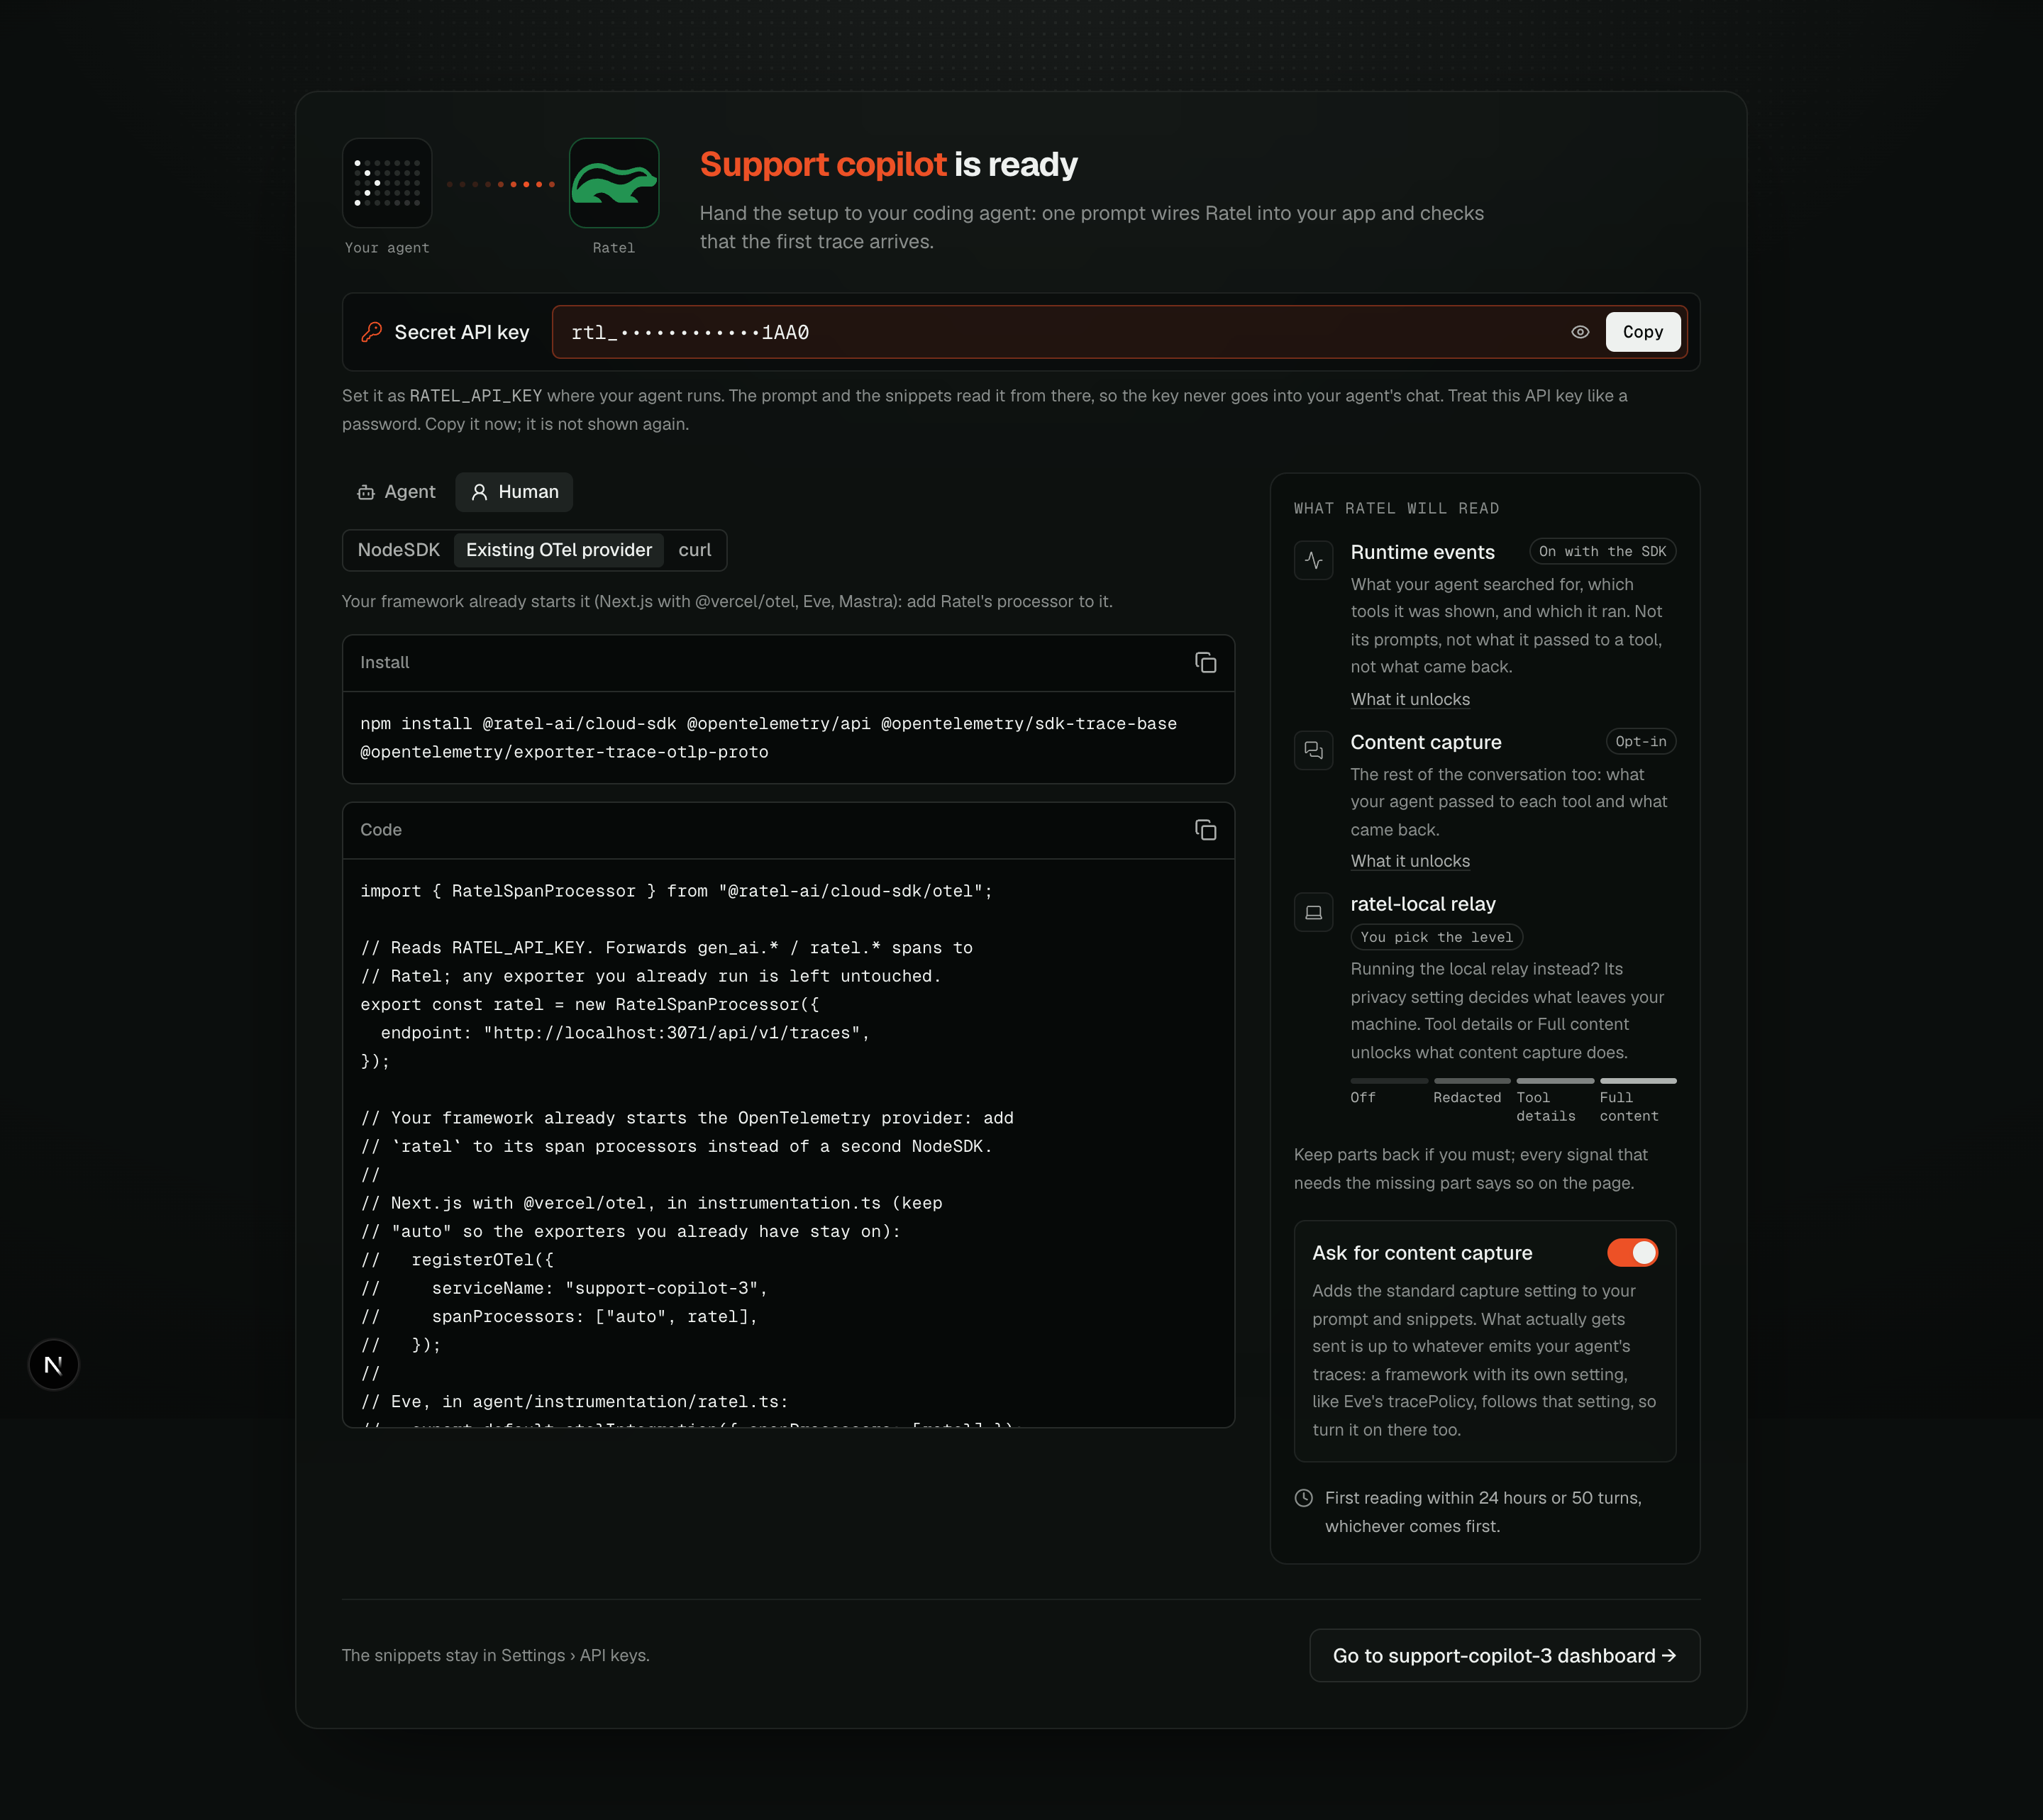 Support copilot is ready
Hand the setup to your coding agent: one prompt wires Ratel into your app and checks
that the first trace arrives.
Your agent
Ratel
Secret API key
rtl_••••••••••••1AA0
Copy
Set it as RATEL_API_KEY where your agent runs. The prompt and the snippets read it from there, so the key never goes into your agent's chat. Treat this API key like a
password. Copy it now; it is not shown again.
Agent
Human
NodeSDK
Existing OTel provider
curl
Your framework already starts it (Next.js with @vercel/otel, Eve, Mastra): add Ratel's processor to it.
Install
npm install @ratel-ai/cloud-sdk @opentelemetry/api @opentelemetry/sdk-trace-base
@opentelemetry/exporter-trace-otlp-proto
Code
import { RatelSpanProcessor } from "@ratel-ai/cloud-sdk/otel";
// Reads RATEL_API_KEY. Forwards gen_ai.* / ratel.* spans to
// Ratel; any exporter you already run is left untouched.
export const ratel = new RatelSpanProcessor({
  endpoint: "http://localhost:3071/api/v1/traces",
});
// Your framework already starts the OpenTelemetry provider: add
// `ratel` to its span processors instead of a second NodeSDK.
//
// Next.js with @vercel/otel, in instrumentation.ts (keep
// "auto" so the exporters you already have stay on):
//   registerOTel({
//     serviceName: "support-copilot-3",
//     spanProcessors: ["auto", ratel],
//   });
//
// Eve, in agent/instrumentation/ratel.ts:
//   export default otelIntegration({ spanProcessors: [ratel] });
WHAT RATEL WILL READ
Runtime events
On with the SDK
What your agent searched for, which
tools it was shown, and which it ran. Not
its prompts, not what it passed to a tool,
not what came back.
What it unlocks
Content capture
Opt-in
The rest of the conversation too: what
your agent passed to each tool and what
came back.
What it unlocks
ratel-local relay
You pick the level
Running the local relay instead? Its
privacy setting decides what leaves your
machine. Tool details or Full content
unlocks what content capture does.
Off
Redacted
Tool details
Full content
Keep parts back if you must; every signal that
needs the missing part says so on the page.
Ask for content capture
Adds the standard capture setting to your
prompt and snippets. What actually gets
sent is up to whatever emits your agent's
traces: a framework with its own setting,
like Eve's tracePolicy, follows that setting, so
turn it on there too.
First reading within 24 hours or 50 turns,
whichever comes first.
N
The snippets stay in Settings › API keys.
Go to support-copilot-3 dashboard →